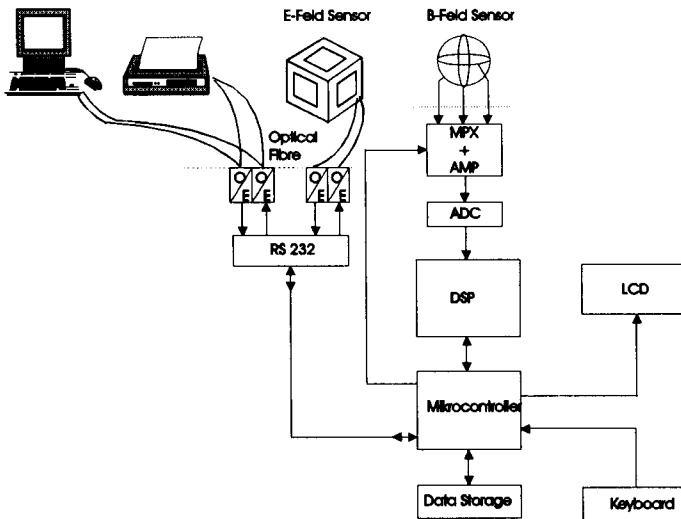 E-Feld Sensor
B-Feld Sensor
Optical
Fibre
MPX
+
AMP
O
E
O
E
O
E
O
E
ADC
RS 232
DSP
LCD
Mikrocontroller
Data Storage
Keyboard